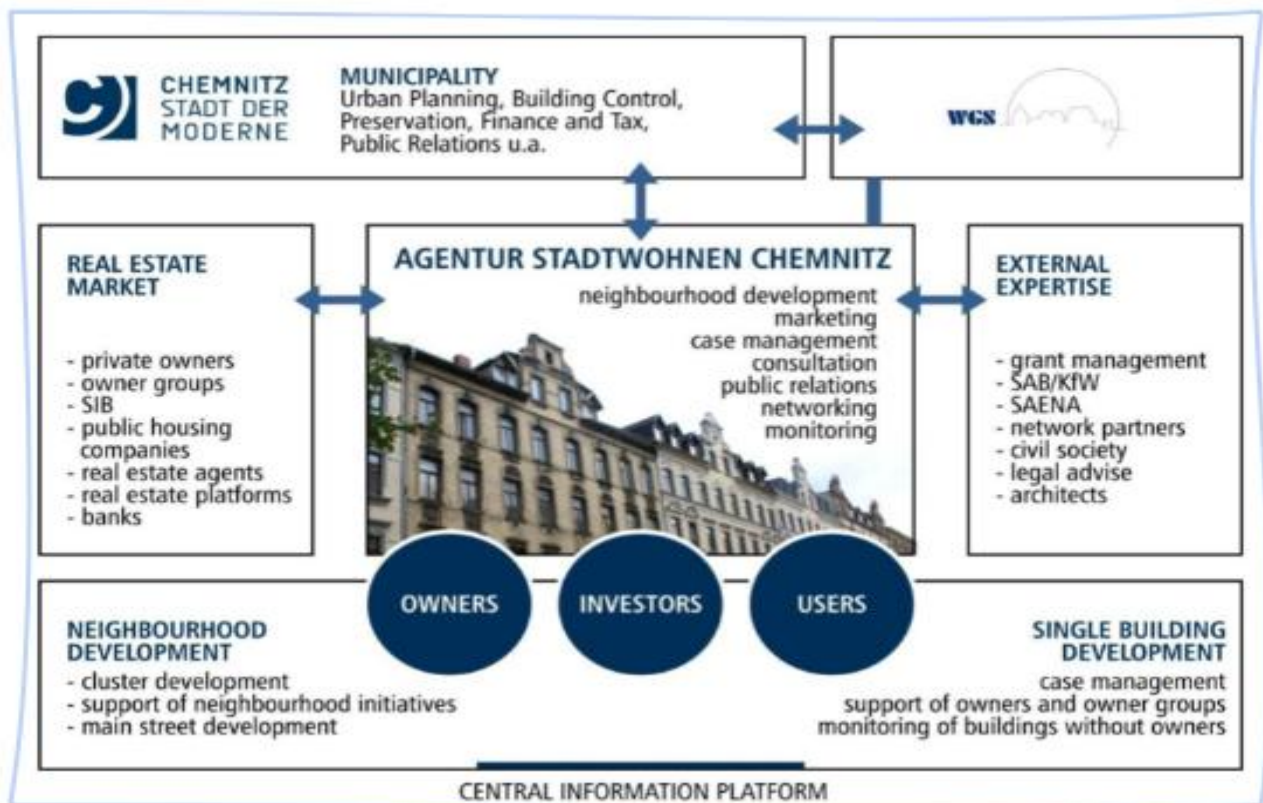 CHEMNITZ
STADT DER
MODERNE
MUNICIPALITY
Urban Planning, Building Control,
Preservation, Finance and Tax,
Public Relations u.a.
WGS
REAL ESTATE
MARKET
- private owners
- owner groups
- SIB
- public housing
companies
- real estate agents
- real estate platforms
- banks
AGENTUR STADTWOHNEN CHEMNITZ
neighbourhood development
marketing
case management
consultation
public relations
networking
monitoring
EXTERNAL
EXPERTISE
- grant management
- SAB/KfW
- SAENA
- network partners
- civil society
- legal advise
- architects
OWNERS
INVESTORS
USERS
NEIGHBOURHOOD
DEVELOPMENT
- cluster development
- support of neighbourhood initiatives
- main street development
SINGLE BUILDING
DEVELOPMENT
case management
support of owners and owner groups
monitoring of buildings without owners
CENTRAL INFORMATION PLATFORM